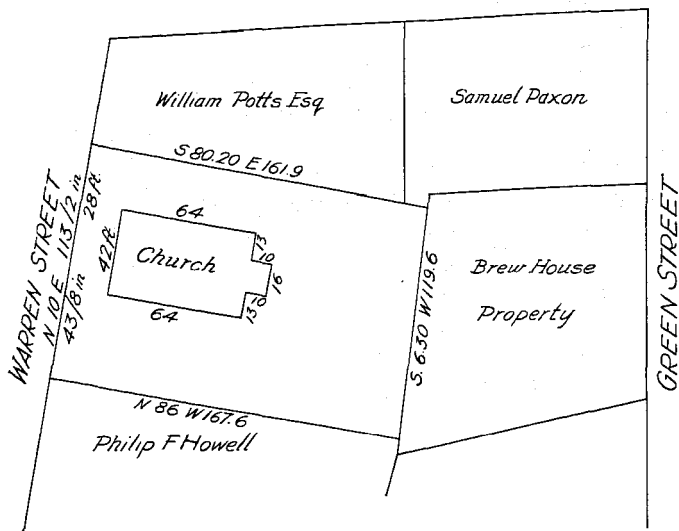 William Potts Esq
Samuel Paxon
S 80.20 E 161.9
WARREN STREET
N 10 E 113/2 in
28 ft.
43/8 in
64
42 ft
Church
13
10
16
10
13
64
S. 6.30 W 119.6
Brew House
Property
GREEN STREET
N 86 W 167.6
Philip F Howell